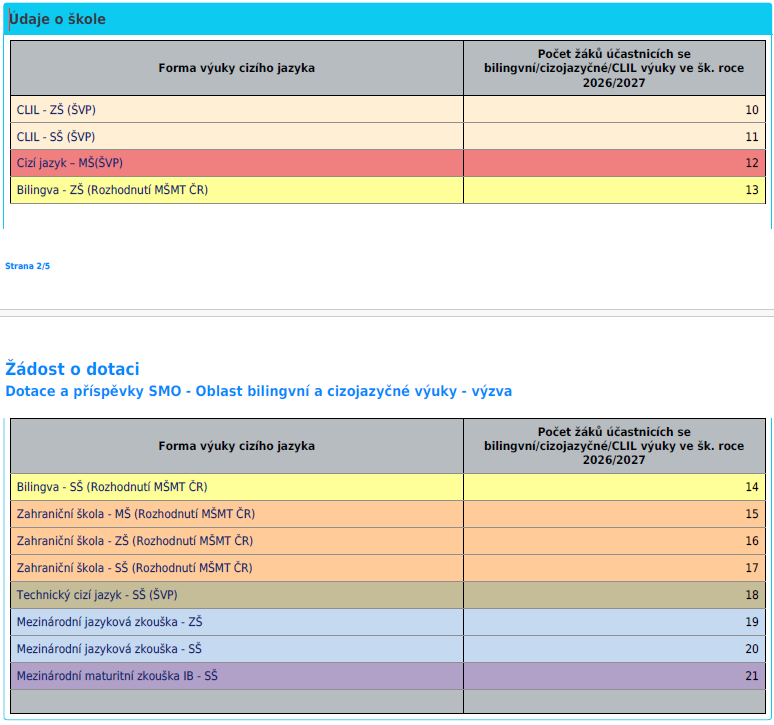 Údaje o škole
Forma výuky cizího jazyka
Počet žáků účastnicích se
bilingvní/cizojazyčné/CLIL výuky ve šk. roce
2026/2027
CLIL - ZŠ (ŠVP) 10
CLIL - SŠ (ŠVP) 11
Cizí jazyk – MŠ(ŠVP) 12
Bilingva - ZŠ (Rozhodnutí MŠMT ČR) 13
Strana 2/5
Žádost o dotaci
Dotace a příspěvky SMO - Oblast bilingvní a cizojazyčné výuky - výzva
Forma výuky cizího jazyka
Počet žáků účastnicích se
bilingvní/cizojazyčné/CLIL výuky ve šk. roce
2026/2027
Bilingva - SŠ (Rozhodnutí MŠMT ČR) 14
Zahraniční škola - MŠ (Rozhodnutí MŠMT ČR) 15
Zahraniční škola - ZŠ (Rozhodnutí MŠMT ČR) 16
Zahraniční škola - SŠ (Rozhodnutí MŠMT ČR) 17
Technický cizí jazyk - SŠ (ŠVP) 18
Mezinárodní jazyková zkouška - ZŠ 19
Mezinárodní jazyková zkouška - SŠ 20
Mezinárodní maturitní zkouška IB - SŠ 21